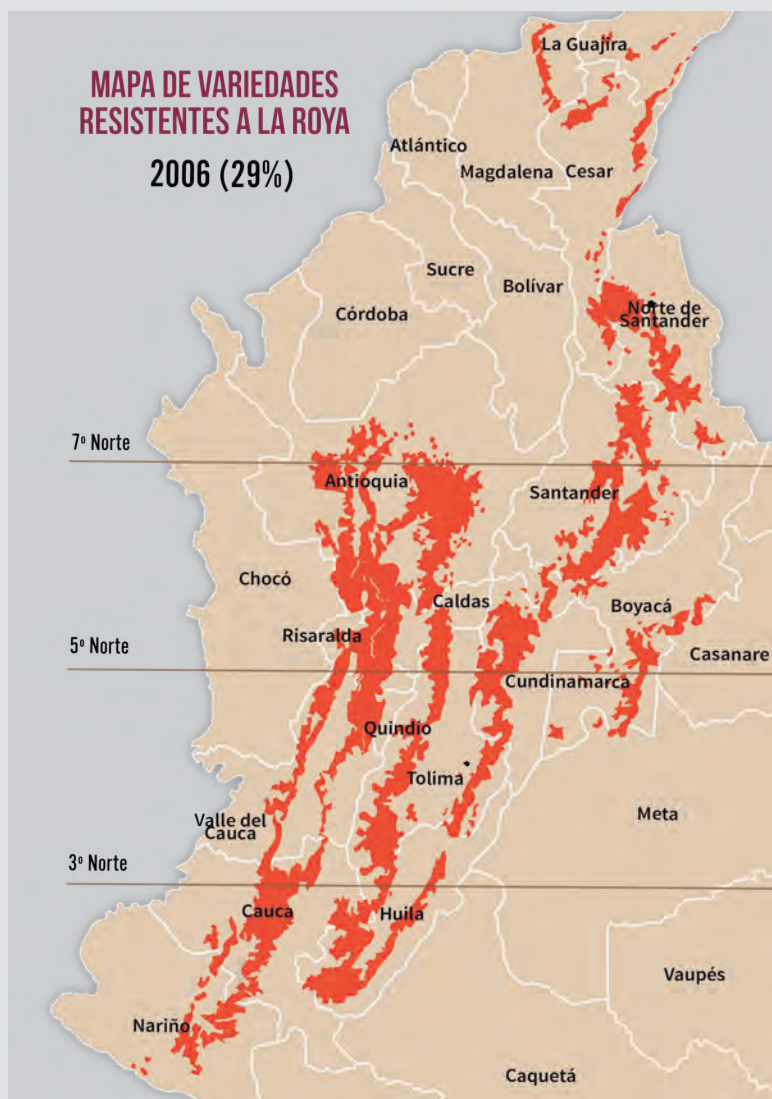 MAPA DE VARIEDADES
RESISTENTES A LA ROYA
2006 (29%)
La Guajira
Atlántico
Magdalena
Cesar
Sucre
Bolívar
Córdoba
Norte de
Santander
7º Norte
Antioquia
Santander
Chocó
Caldas
Boyacá
Risaralda
5º Norte
Casanare
Cundinamarca
Quindío
Tolima
Meta
Valle del
Cauca
3º Norte
Cauca
Huila
Vaupés
Nariño
Caquetá